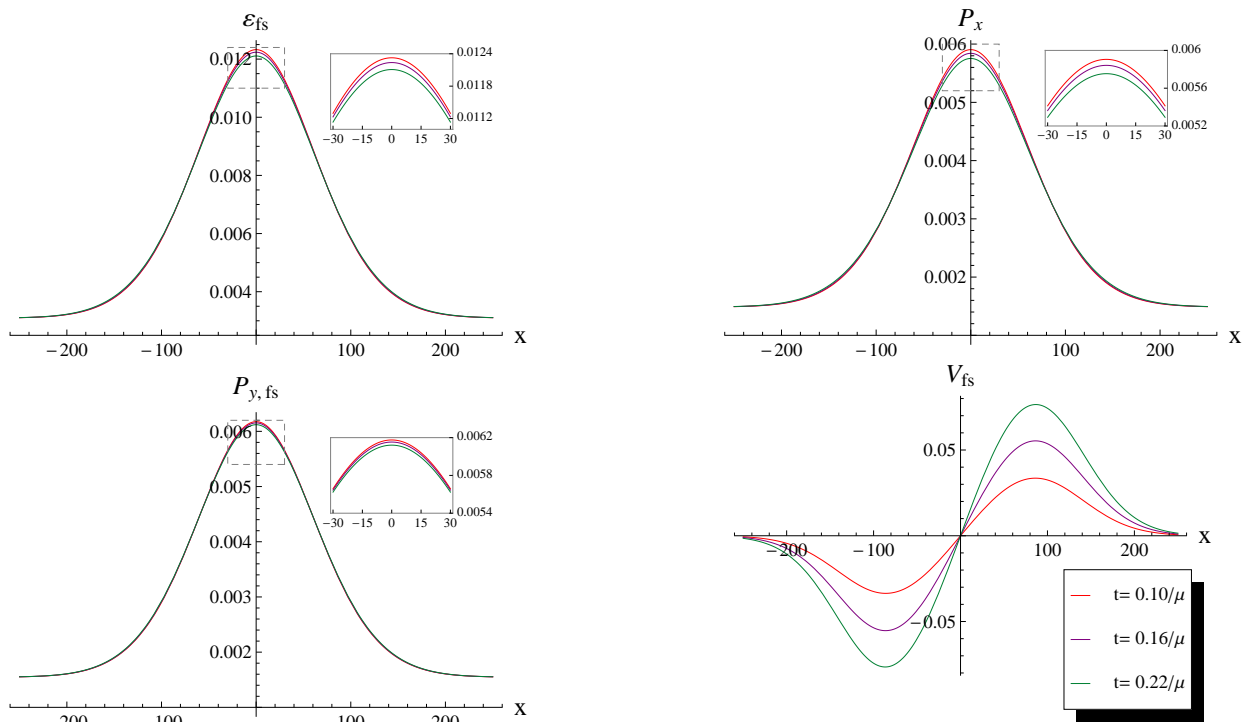 ε_fs
0.012
0.010
0.008
0.006
0.004
−200 −100 100 200 x
0.0124
0.0118
0.0112
−30 −15 0 15 30
P_x
0.006
0.005
0.004
0.003
0.002
−200 −100 100 200 x
0.006
0.0056
0.0052
−30 −15 0 15 30
P_y, fs
0.006
0.005
0.004
0.003
0.002
−200 −100 100 200 x
0.0062
0.0058
0.0054
−30 −15 0 15 30
V_fs
0.05
−200 −100 100 200 x
−0.05
t= 0.10/μ
t= 0.16/μ
t= 0.22/μ